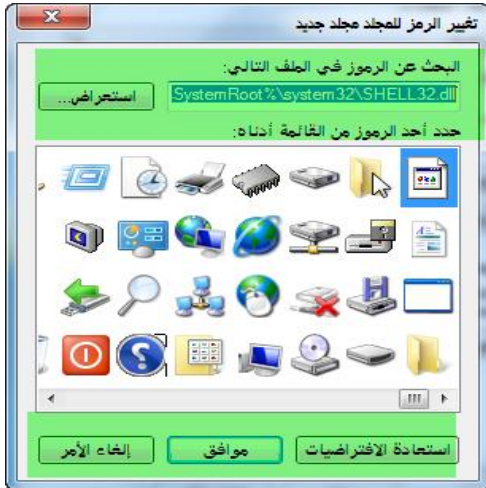 تغيير الرمز للمجلد مجلد جديد
البحث عن الرموز في الملف التالي:
SystemRoot%\system32\SHELL32.dll
استعراض...
حدد أحد الرموز من القائمة أدناه:
استعادة الافتراضيات
موافق
إلغاء الأمر